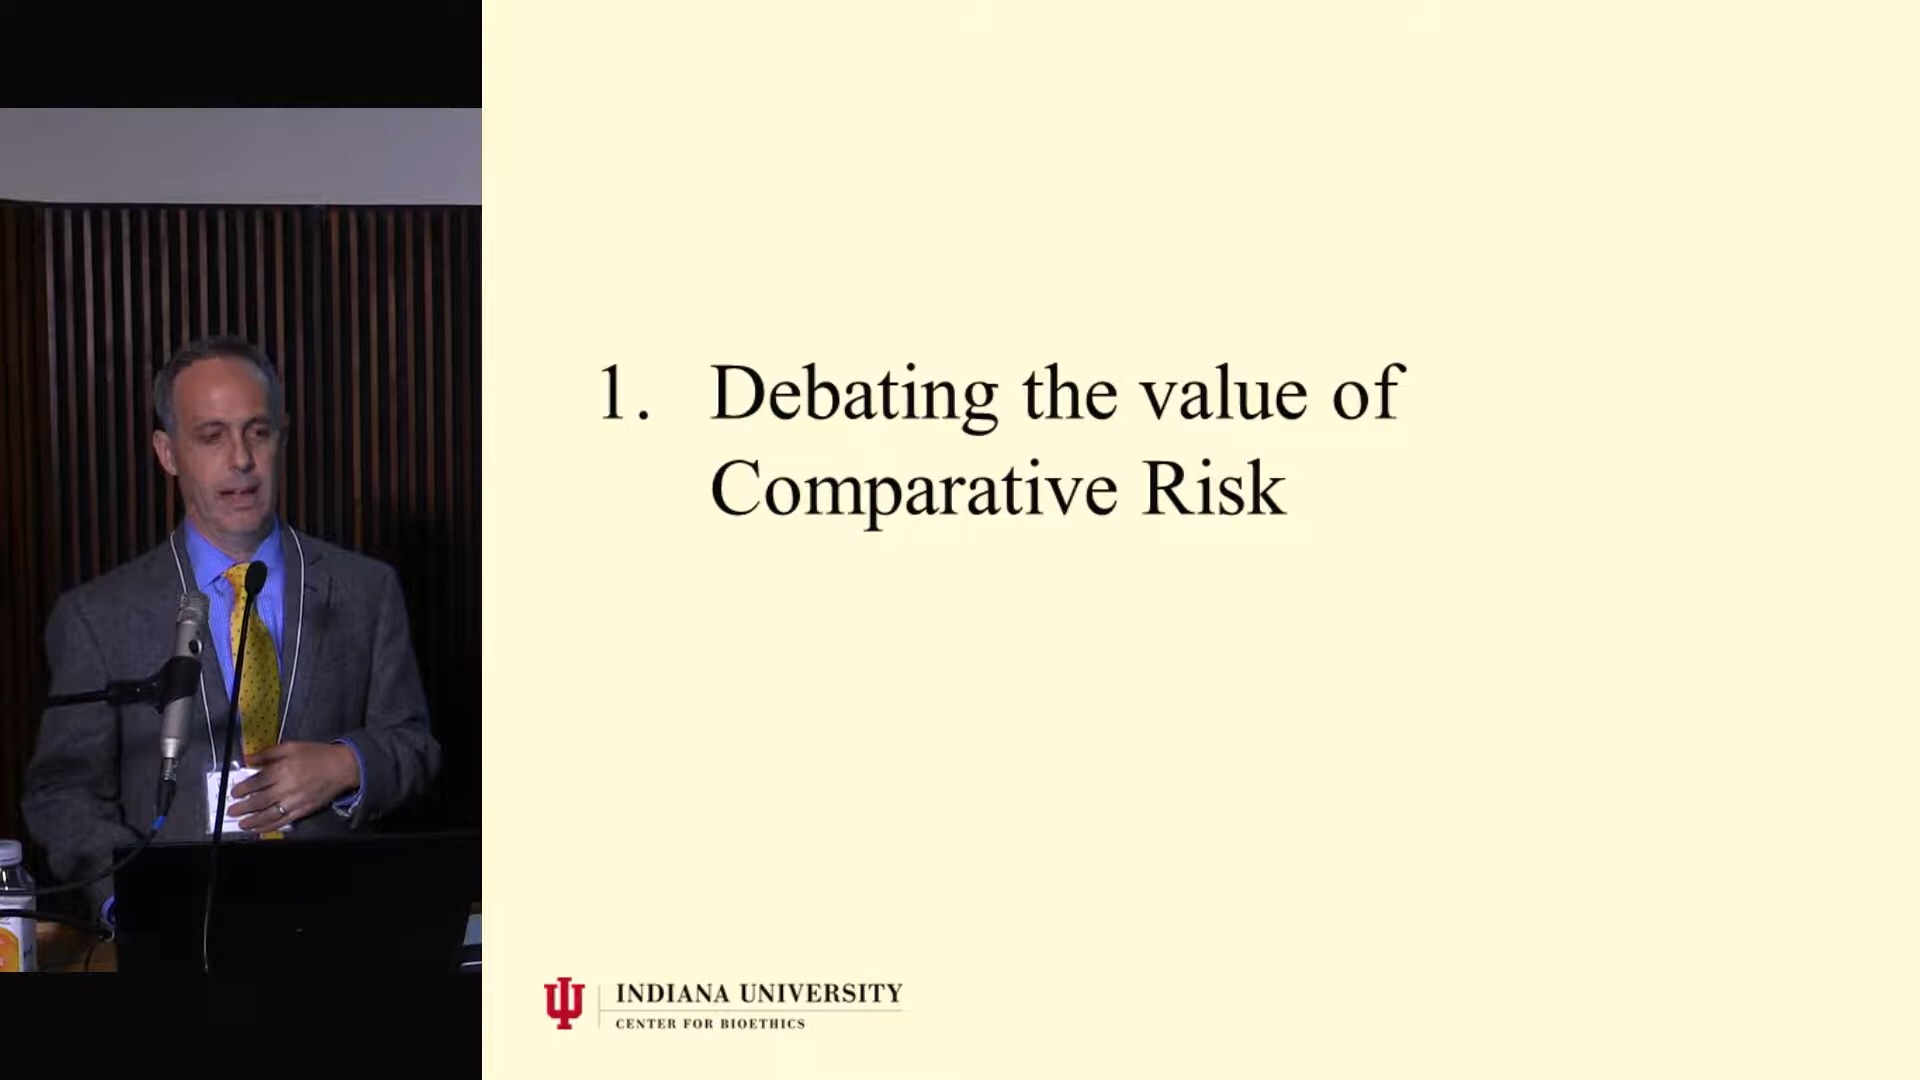 1. Debating the value of
Comparative Risk
INDIANA UNIVERSITY
CENTER FOR BIOETHICS